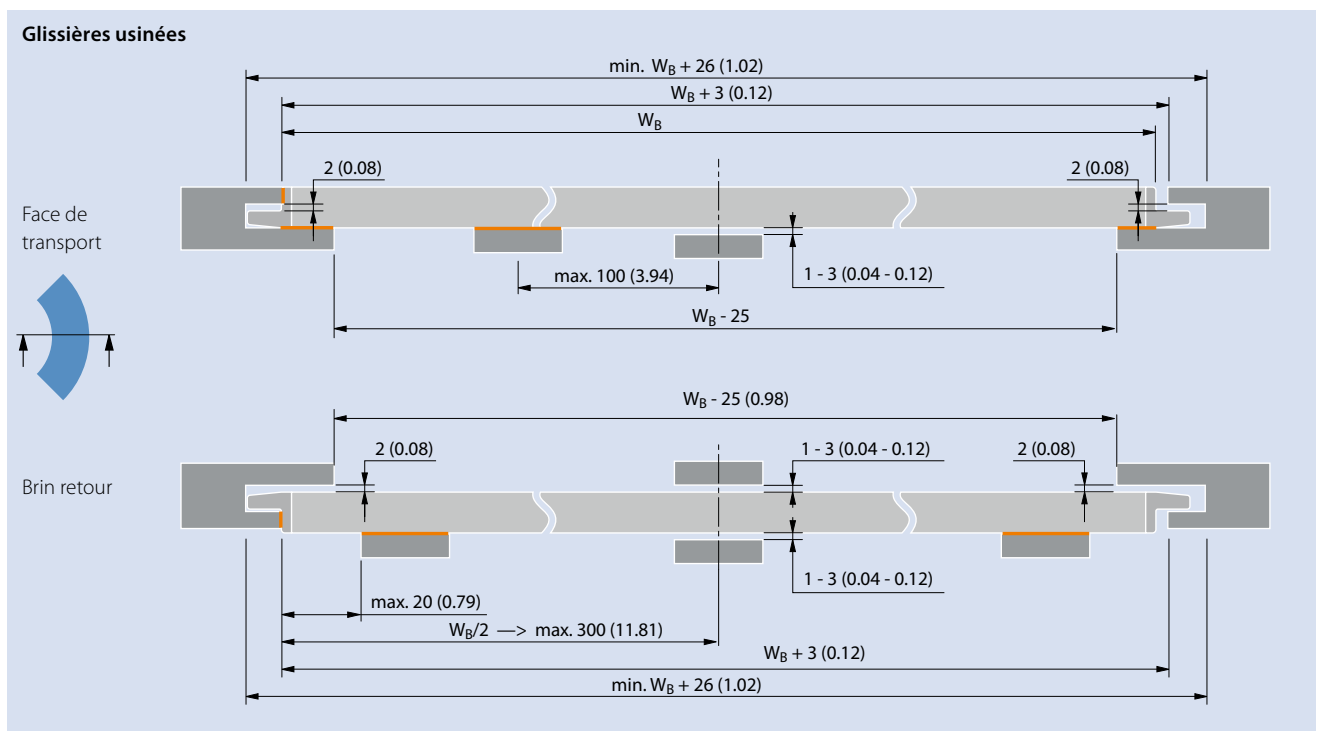 Glissières usinées
min. WB + 26 (1.02)
WB + 3 (0.12)
WB
2 (0.08)
2 (0.08)
Face de
transport
max. 100 (3.94)
1 - 3 (0.04 - 0.12)
WB - 25
WB - 25 (0.98)
2 (0.08)
1 - 3 (0.04 - 0.12)
2 (0.08)
Brin retour
1 - 3 (0.04 - 0.12)
max. 20 (0.79)
WB/2 —> max. 300 (11.81)
WB + 3 (0.12)
min. WB + 26 (1.02)